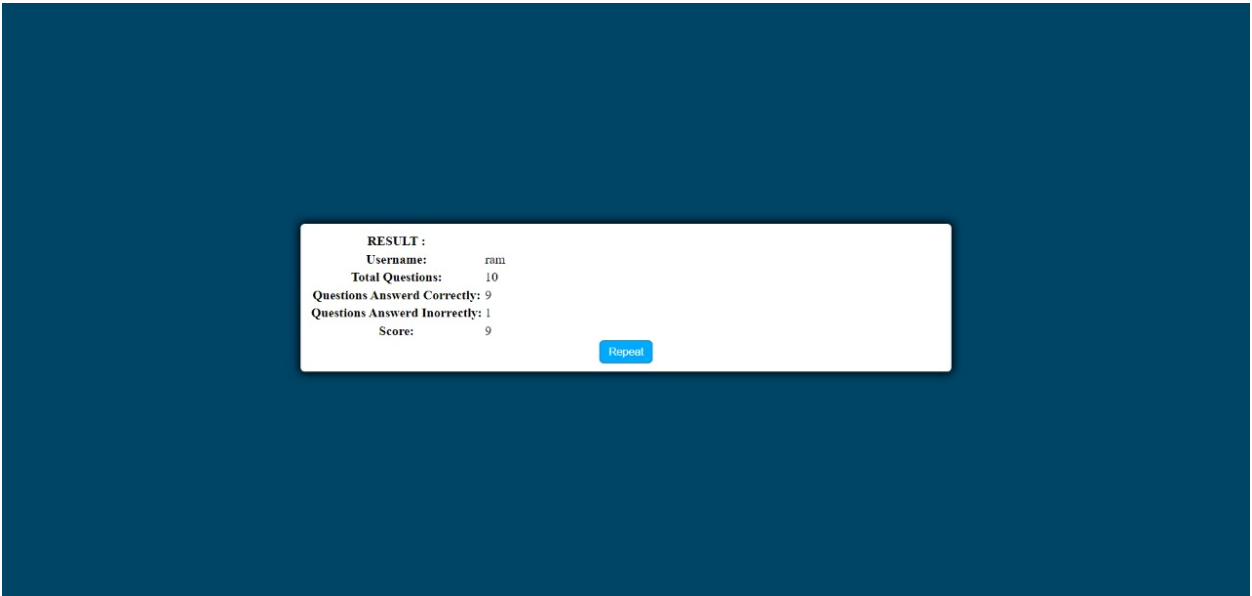 RESULT :
Username: ram
Total Questions: 10
Questions Answerd Correctly: 9
Questions Answerd Inorrectly: 1
Score: 9
Repeat